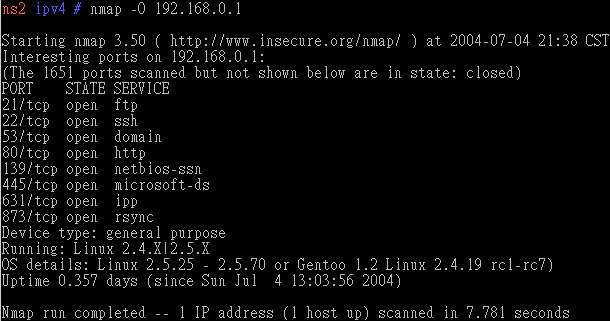 ns2 ipv4 # nmap -O 192.168.0.1
Starting nmap 3.50 ( http://www.insecure.org/nmap/ ) at 2004-07-04 21:38 CST
Interesting ports on 192.168.0.1:
(The 1651 ports scanned but not shown below are in state: closed)
PORT    STATE SERVICE
21/tcp  open  ftp
22/tcp  open  ssh
53/tcp  open  domain
80/tcp  open  http
139/tcp open  netbios-ssn
445/tcp open  microsoft-ds
631/tcp open  ipp
873/tcp open  rsync
Device type: general purpose
Running: Linux 2.4.X|2.5.X
OS details: Linux 2.5.25 - 2.5.70 or Gentoo 1.2 Linux 2.4.19 rc1-rc7)
Uptime 0.357 days (since Sun Jul  4 13:03:56 2004)
Nmap run completed -- 1 IP address (1 host up) scanned in 7.781 seconds